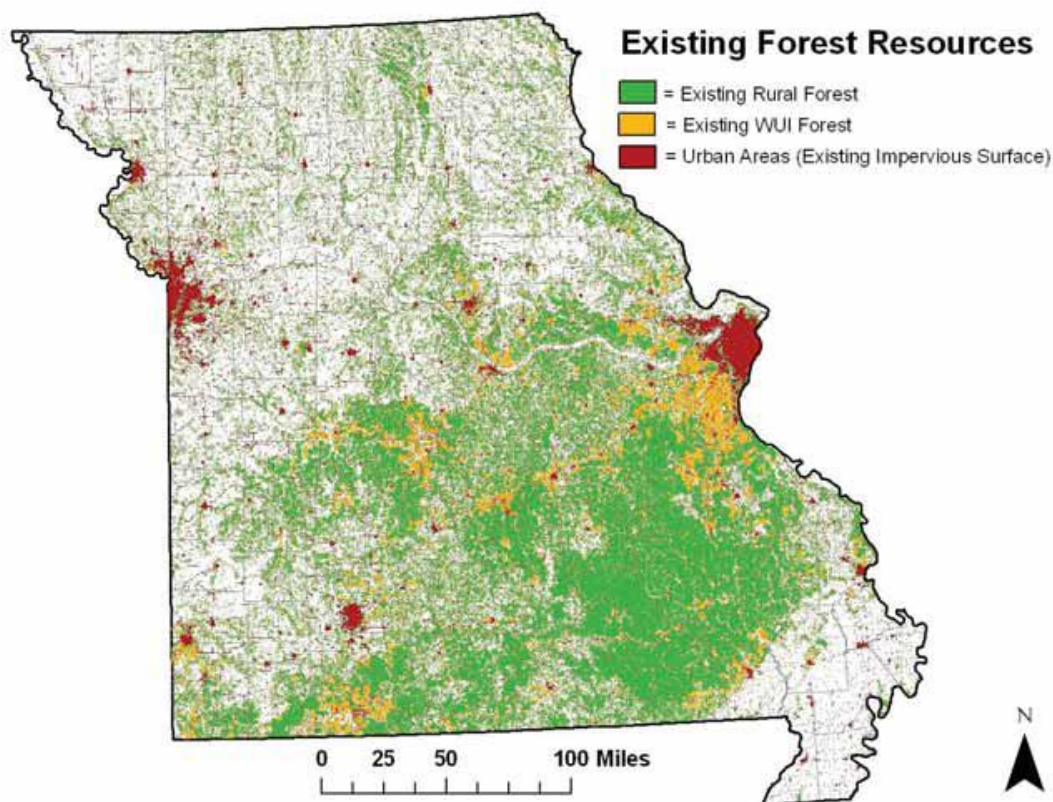 Existing Forest Resources
= Existing Rural Forest
= Existing WUI Forest
= Urban Areas (Existing Impervious Surface)
0 25 50 100 Miles
N